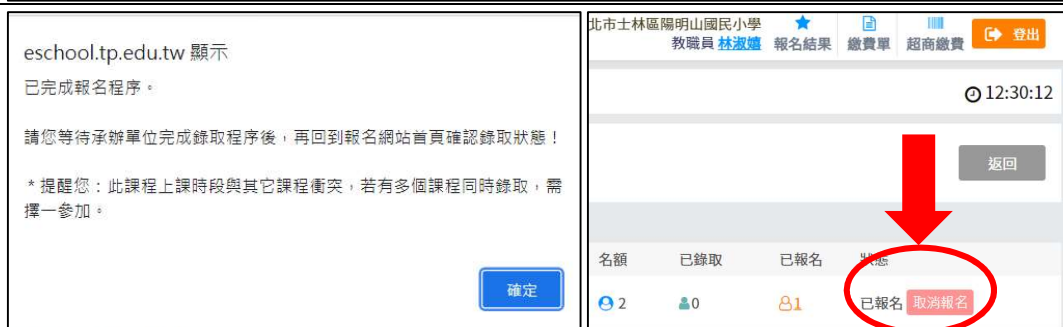 eschool.tp.edu.tw 顯示
已完成報名程序。
請您等待承辦單位完成錄取程序後，再回到報名網站首頁確認錄取狀態！
* 提醒您：此課程上課時段與其它課程衝突，若有多個課程同時錄取，需
擇一參加。
確定
北市士林區陽明山國民小學
教職員 林淑嬉
報名結果
繳費單
超商繳費
登出
12:30:12
返回
名額 已錄取 已報名 狀態
2 0 1 已報名 取消報名